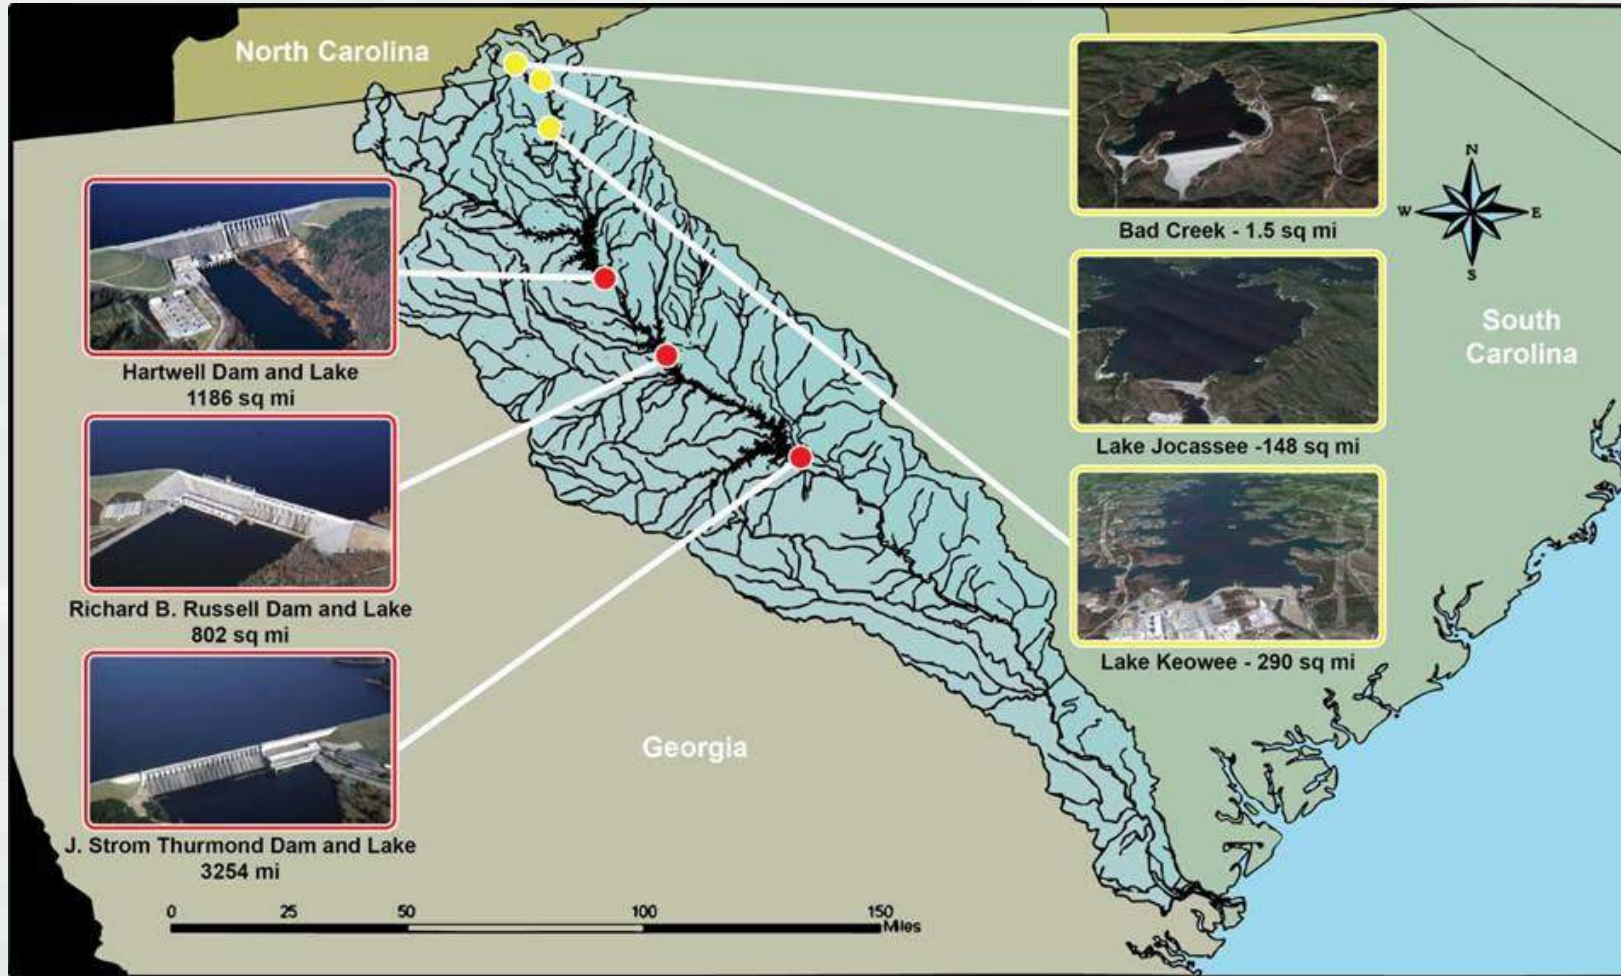 North Carolina
Bad Creek - 1.5 sq mi
N
W
E
S
Hartwell Dam and Lake
1186 sq mi
South
Carolina
Lake Jocassee -148 sq mi
Richard B. Russell Dam and Lake
802 sq mi
Lake Keowee - 290 sq mi
Georgia
J. Strom Thurmond Dam and Lake
3254 mi
0 25 50 100 150
Miles